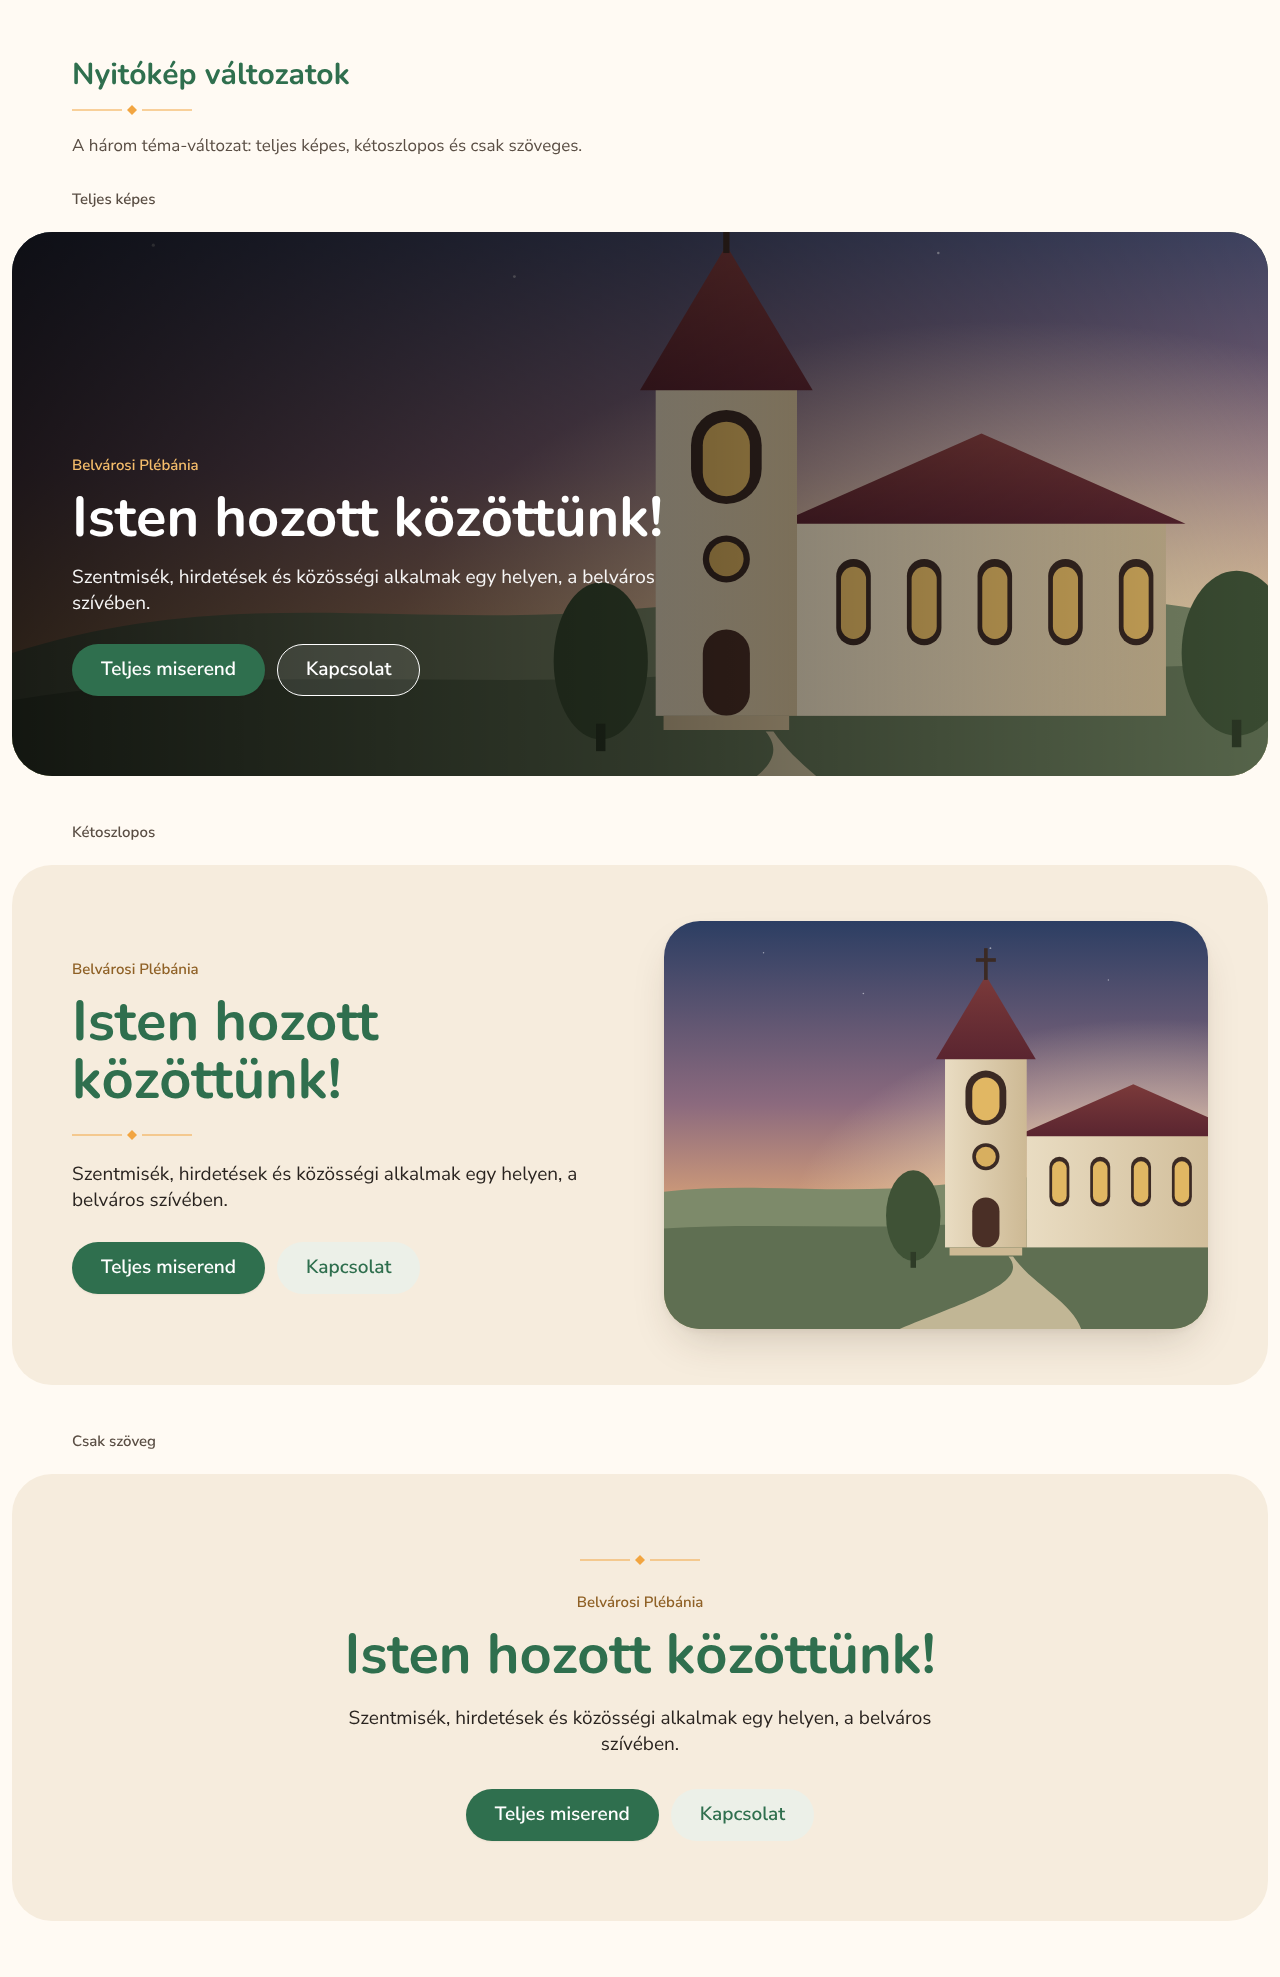 Nyitókép változatok
A három téma-változat: teljes képes, kétoszlopos és csak szöveges.
Teljes képes
Belvárosi Plébánia
Isten hozott közöttünk!
Szentmisék, hirdetések és közösségi alkalmak egy helyen, a belváros
szívében.
Teljes miserend
Kapcsolat
Kétoszlopos
Belvárosi Plébánia
Isten hozott
közöttünk!
Szentmisék, hirdetések és közösségi alkalmak egy helyen, a
belváros szívében.
Teljes miserend
Kapcsolat
Csak szöveg
Belvárosi Plébánia
Isten hozott közöttünk!
Szentmisék, hirdetések és közösségi alkalmak egy helyen, a belváros
szívében.
Teljes miserend
Kapcsolat